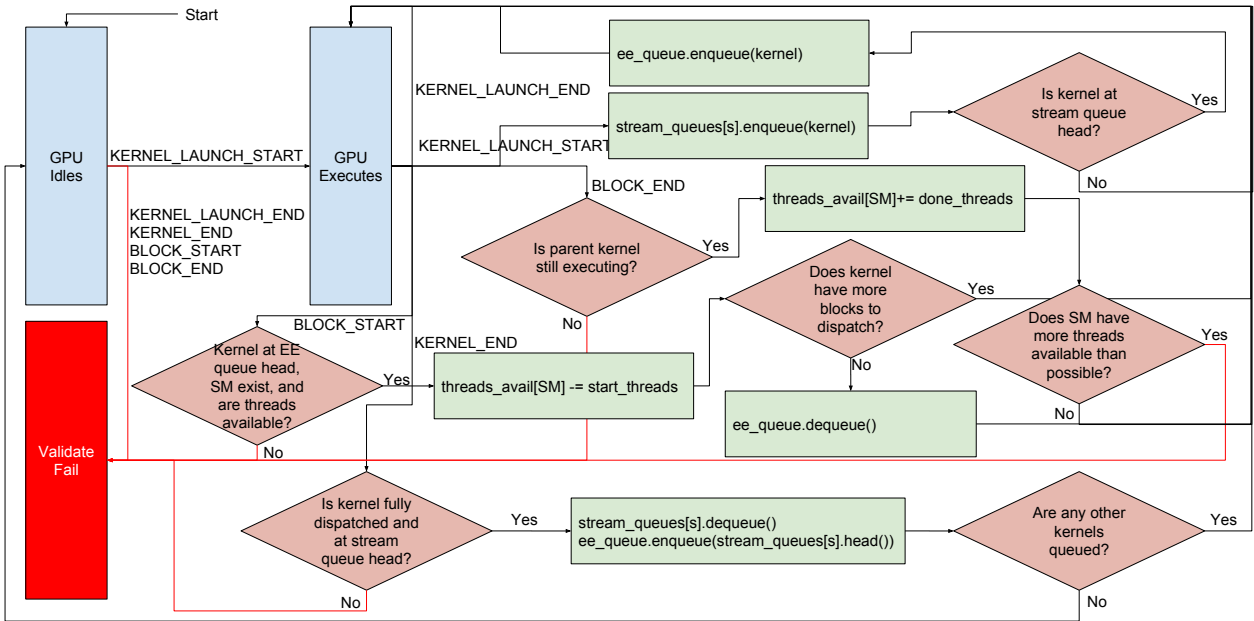 Start
ee_queue.enqueue(kernel)
KERNEL_LAUNCH_END
Is kernel at
stream queue
head?
Yes
stream_queues[s].enqueue(kernel)
GPU
Idles
KERNEL_LAUNCH_START
GPU
Executes
KERNEL_LAUNCH_START
No
BLOCK_END
threads_avail[SM]+= done_threads
KERNEL_LAUNCH_END
KERNEL_END
BLOCK_START
BLOCK_END
Is parent kernel
still executing?
Yes
Does kernel
have more
blocks to
dispatch?
Yes
No
BLOCK_START
KERNEL_END
Does SM have
more threads
available than
possible?
Yes
Kernel at EE
queue head,
SM exist, and
are threads
available?
Yes
threads_avail[SM] -= start_threads
No
No
ee_queue.dequeue()
No
Validate
Fail
No
Is kernel fully
dispatched and
at stream
queue head?
Yes
stream_queues[s].dequeue()
ee_queue.enqueue(stream_queues[s].head())
Are any other
kernels
queued?
Yes
No
No